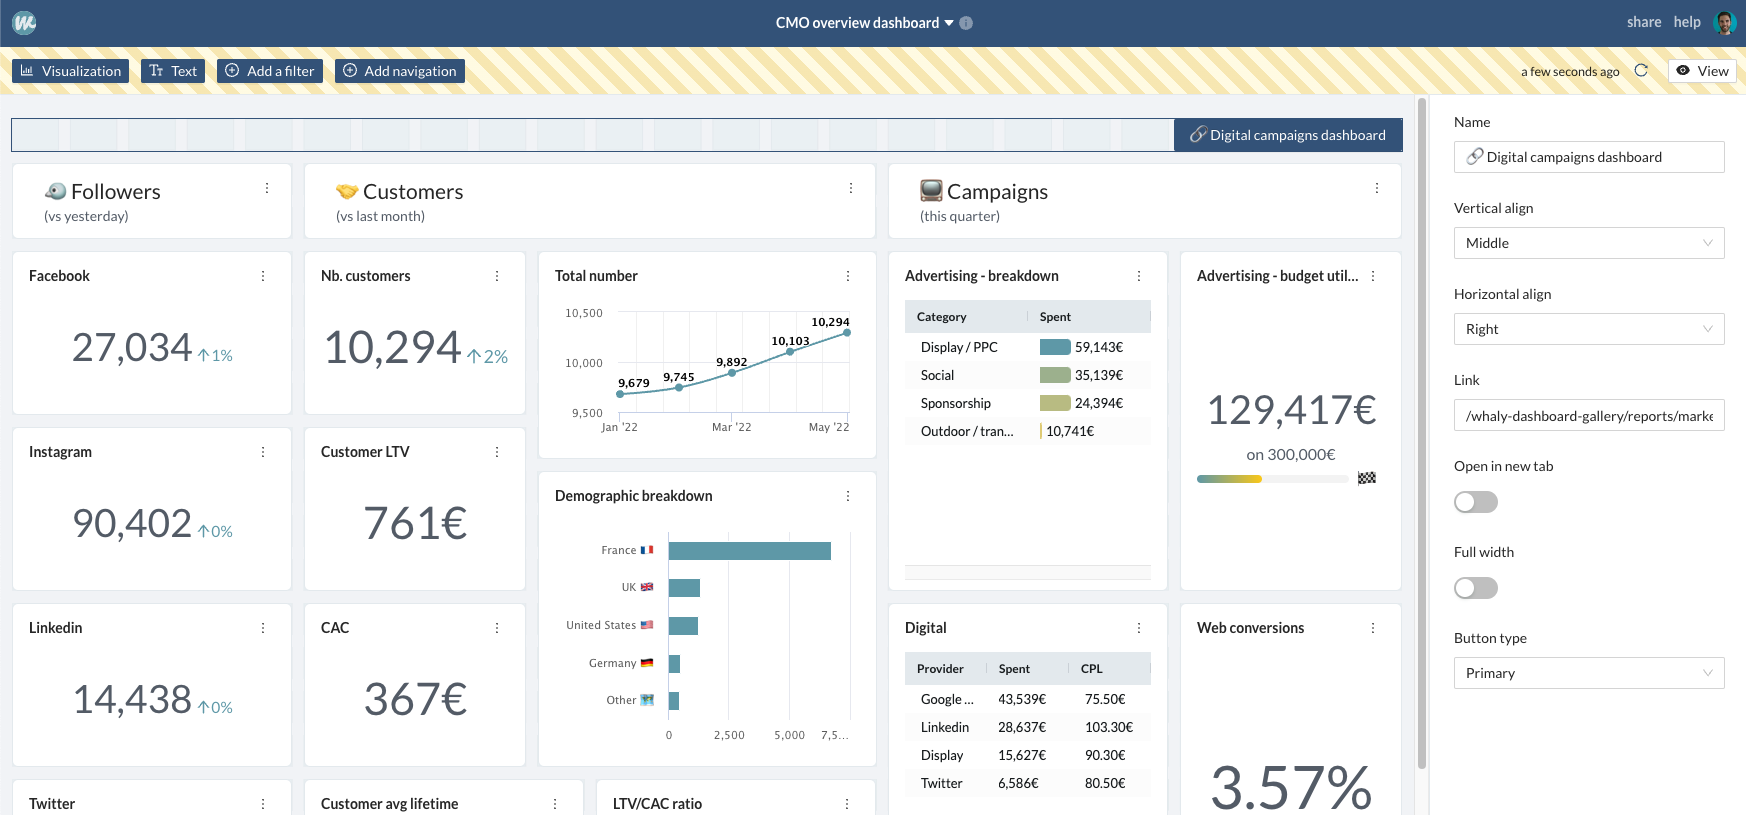 CMO overview dashboard
share help
Visualization
Text
Add a filter
Add navigation
a few seconds ago
View
Digital campaigns dashboard
Followers
(vs yesterday)
Customers
(vs last month)
Campaigns
(this quarter)
Facebook
27,034 ↑1%
Instagram
90,402 ↑0%
Linkedin
14,438 ↑0%
Twitter
Nb. customers
10,294 ↑2%
Customer LTV
761€
CAC
367€
Customer avg lifetime
Total number
10,500
10,000
9,500
9,679
9,745
9,892
10,103
10,294
Jan '22
Mar '22
May '22
Demographic breakdown
France
UK
United States
Germany
Other
0
2,500
5,000
7,5...
LTV/CAC ratio
Advertising - breakdown
Category Spent
Display / PPC 59,143€
Social 35,139€
Sponsorship 24,394€
Outdoor / tran... 10,741€
Advertising - budget util...
129,417€
on 300,000€
Digital
Provider Spent CPL
Google ... 43,539€ 75.50€
Linkedin 28,637€ 103.30€
Display 15,627€ 90.30€
Twitter 6,586€ 80.50€
Web conversions
3.57%
Name
Digital campaigns dashboard
Vertical align
Middle
Horizontal align
Right
Link
/whaly-dashboard-gallery/reports/marke
Open in new tab
Full width
Button type
Primary